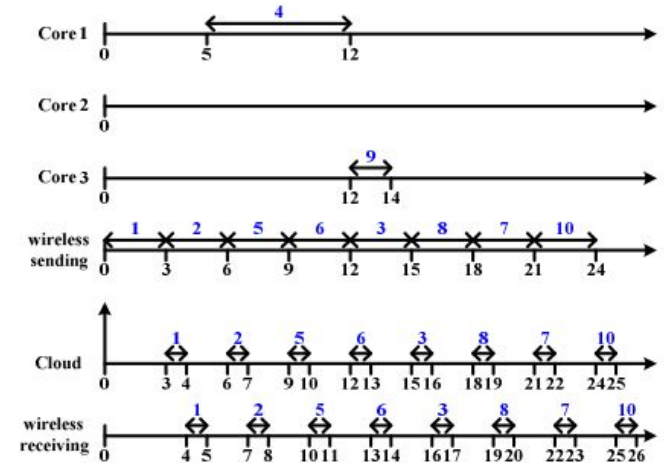 4
Core 1
0 5 12
Core 2
0
9
Core 3
0 12 14
1 2 5 6 3 8 7 10
wireless
sending
0 3 6 9 12 15 18 21 24
1 2 5 6 3 8 7 10
Cloud
0 3 4 6 7 9 10 12 13 15 16 18 19 21 22 24 25
1 2 5 6 3 8 7 10
wireless
receiving
0 4 5 7 8 10 11 13 14 16 17 19 20 22 23 25 26